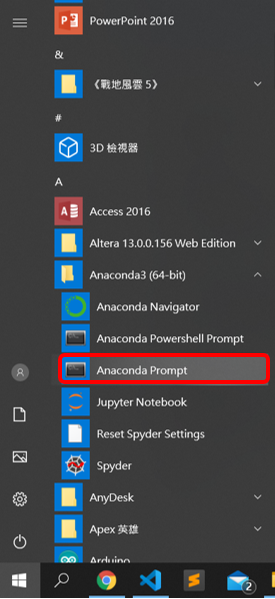 PowerPoint 2016
&
《戰地風雲 5》
#
3D 檢視器
A
Access 2016
Altera 13.0.0.156 Web Edition
Anaconda3 (64-bit)
Anaconda Navigator
Anaconda Powershell Prompt
Anaconda Prompt
Jupyter Notebook
Reset Spyder Settings
Spyder
AnyDesk
Apex 英雄
Arduino
2